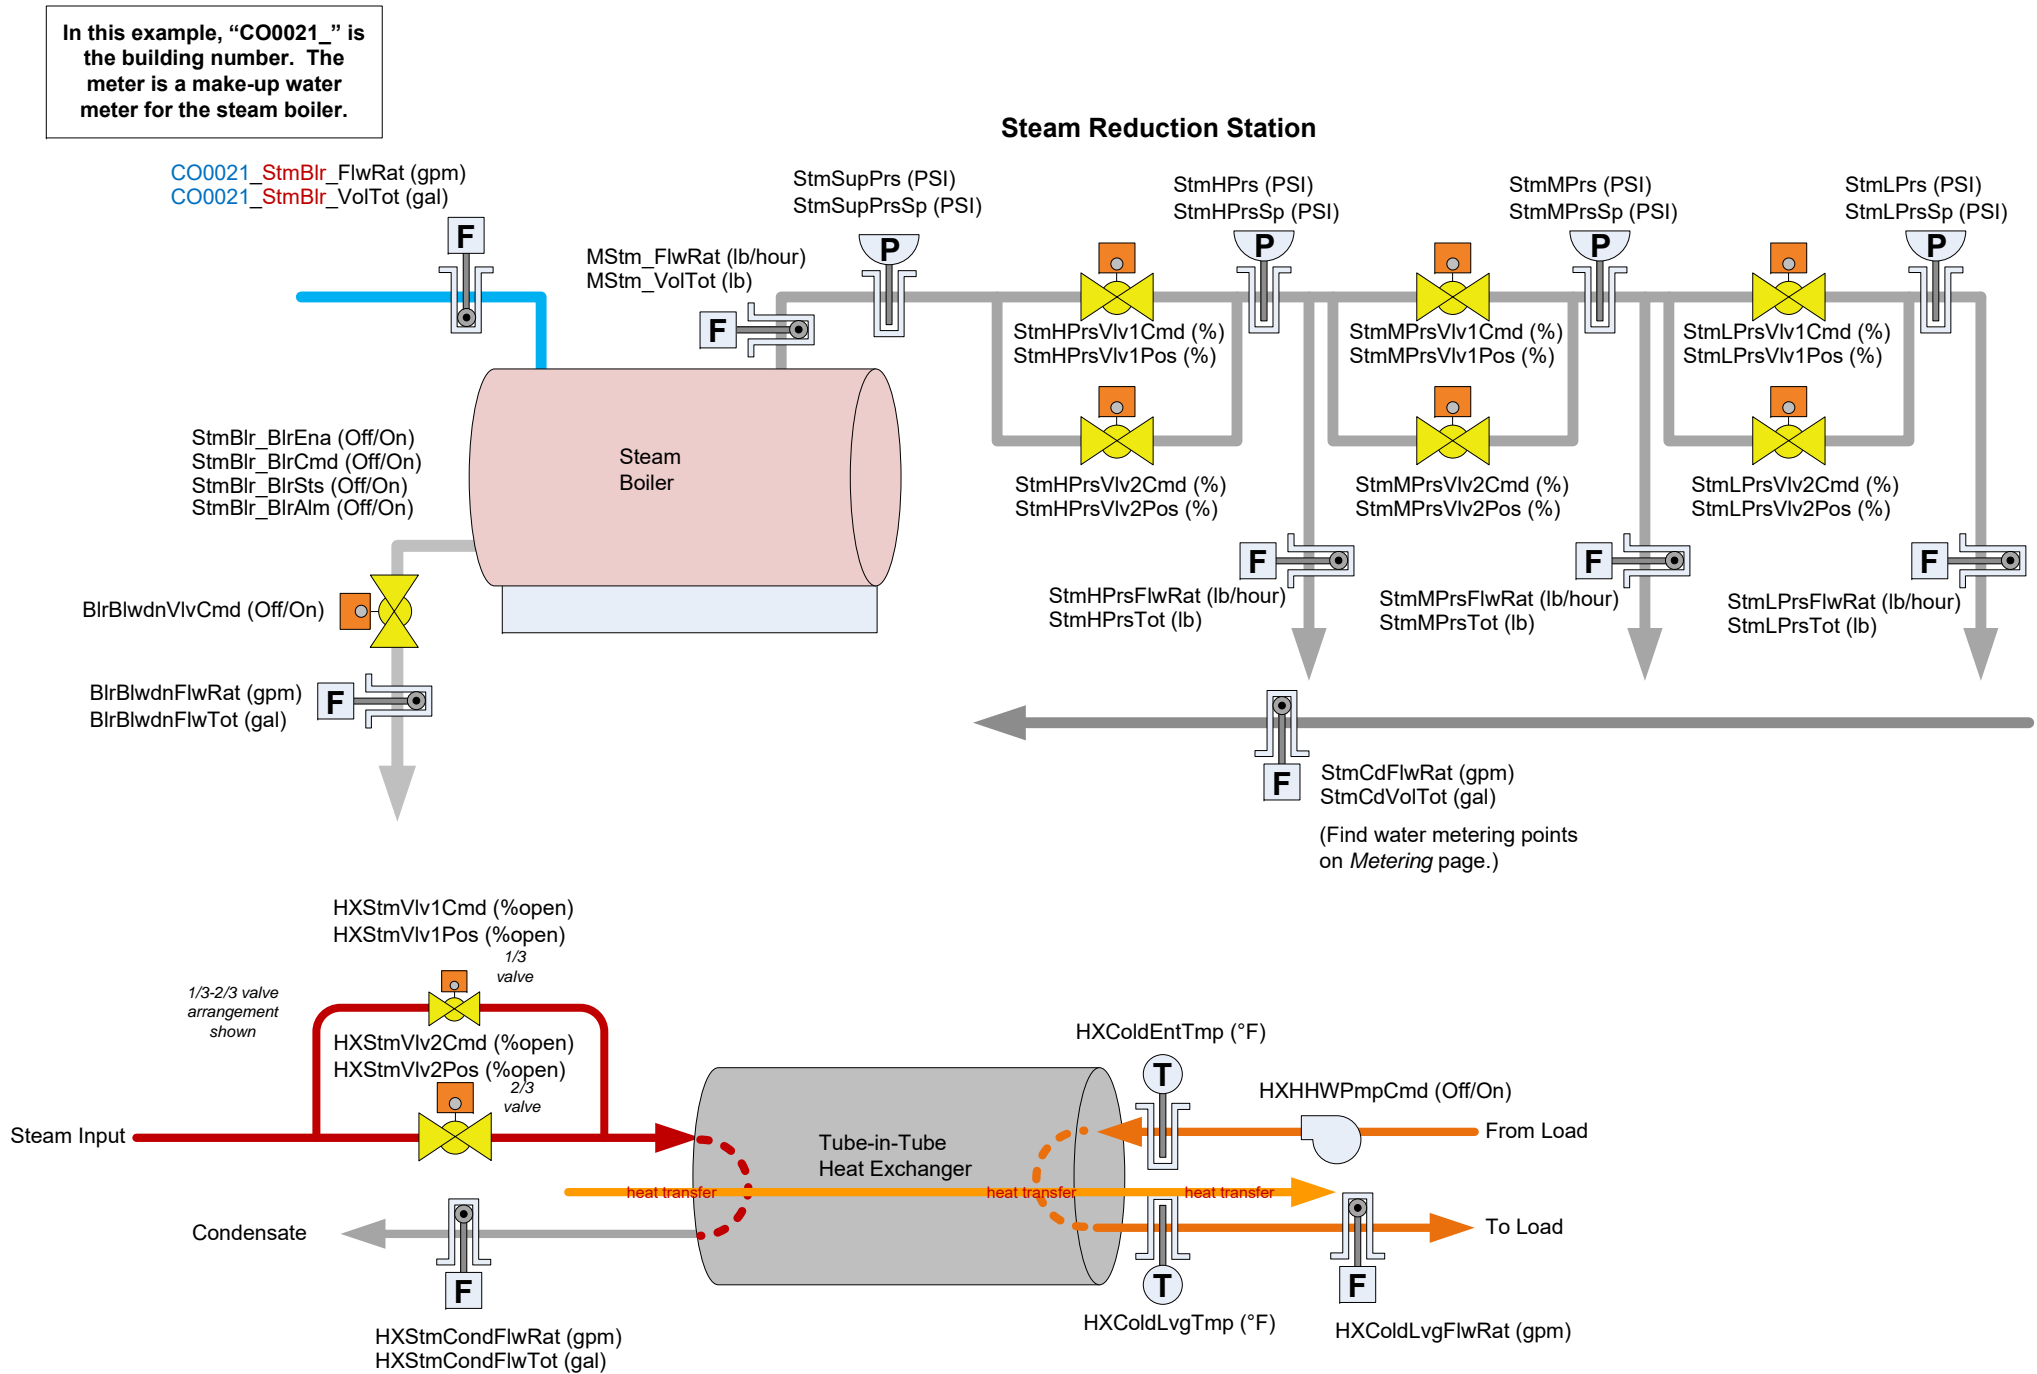 In this example, “CO0021_” is
the building number.  The
meter is a make-up water
meter for the steam boiler.
Steam Reduction Station
CO0021_StmBlr_FlwRat (gpm)
CO0021_StmBlr_VolTot (gal)
F
MStm_FlwRat (lb/hour)
MStm_VolTot (lb)
F
StmSupPrs (PSI)
StmSupPrsSp (PSI)
P
StmHPrs (PSI)
StmHPrsSp (PSI)
P
StmMPrs (PSI)
StmMPrsSp (PSI)
P
StmLPrs (PSI)
StmLPrsSp (PSI)
P
StmHPrsVlv1Cmd (%)
StmHPrsVlv1Pos (%)
StmMPrsVlv1Cmd (%)
StmMPrsVlv1Pos (%)
StmLPrsVlv1Cmd (%)
StmLPrsVlv1Pos (%)
StmBlr_BlrEna (Off/On)
StmBlr_BlrCmd (Off/On)
StmBlr_BlrSts (Off/On)
StmBlr_BlrAlm (Off/On)
Steam
Boiler
StmHPrsVlv2Cmd (%)
StmHPrsVlv2Pos (%)
StmMPrsVlv2Cmd (%)
StmMPrsVlv2Pos (%)
StmLPrsVlv2Cmd (%)
StmLPrsVlv2Pos (%)
F
F
F
StmHPrsFlwRat (lb/hour)
StmHPrsTot (lb)
StmMPrsFlwRat (lb/hour)
StmMPrsTot (lb)
StmLPrsFlwRat (lb/hour)
StmLPrsTot (lb)
BlrBlwdnVlvCmd (Off/On)
BlrBlwdnFlwRat (gpm)
BlrBlwdnFlwTot (gal)
F
F
StmCdFlwRat (gpm)
StmCdVolTot (gal)
(Find water metering points
on Metering page.)
HXStmVlv1Cmd (%open)
HXStmVlv1Pos (%open)
1/3
valve
1/3-2/3 valve
arrangement
shown
HXStmVlv2Cmd (%open)
HXStmVlv2Pos (%open)
2/3
valve
Steam Input
Tube-in-Tube
Heat Exchanger
HXColdEntTmp (°F)
T
HXHHWPmpCmd (Off/On)
From Load
heat transfer
heat transfer
heat transfer
Condensate
To Load
F
T
F
HXStmCondFlwRat (gpm)
HXStmCondFlwTot (gal)
HXColdLvgTmp (°F)
HXColdLvgFlwRat (gpm)